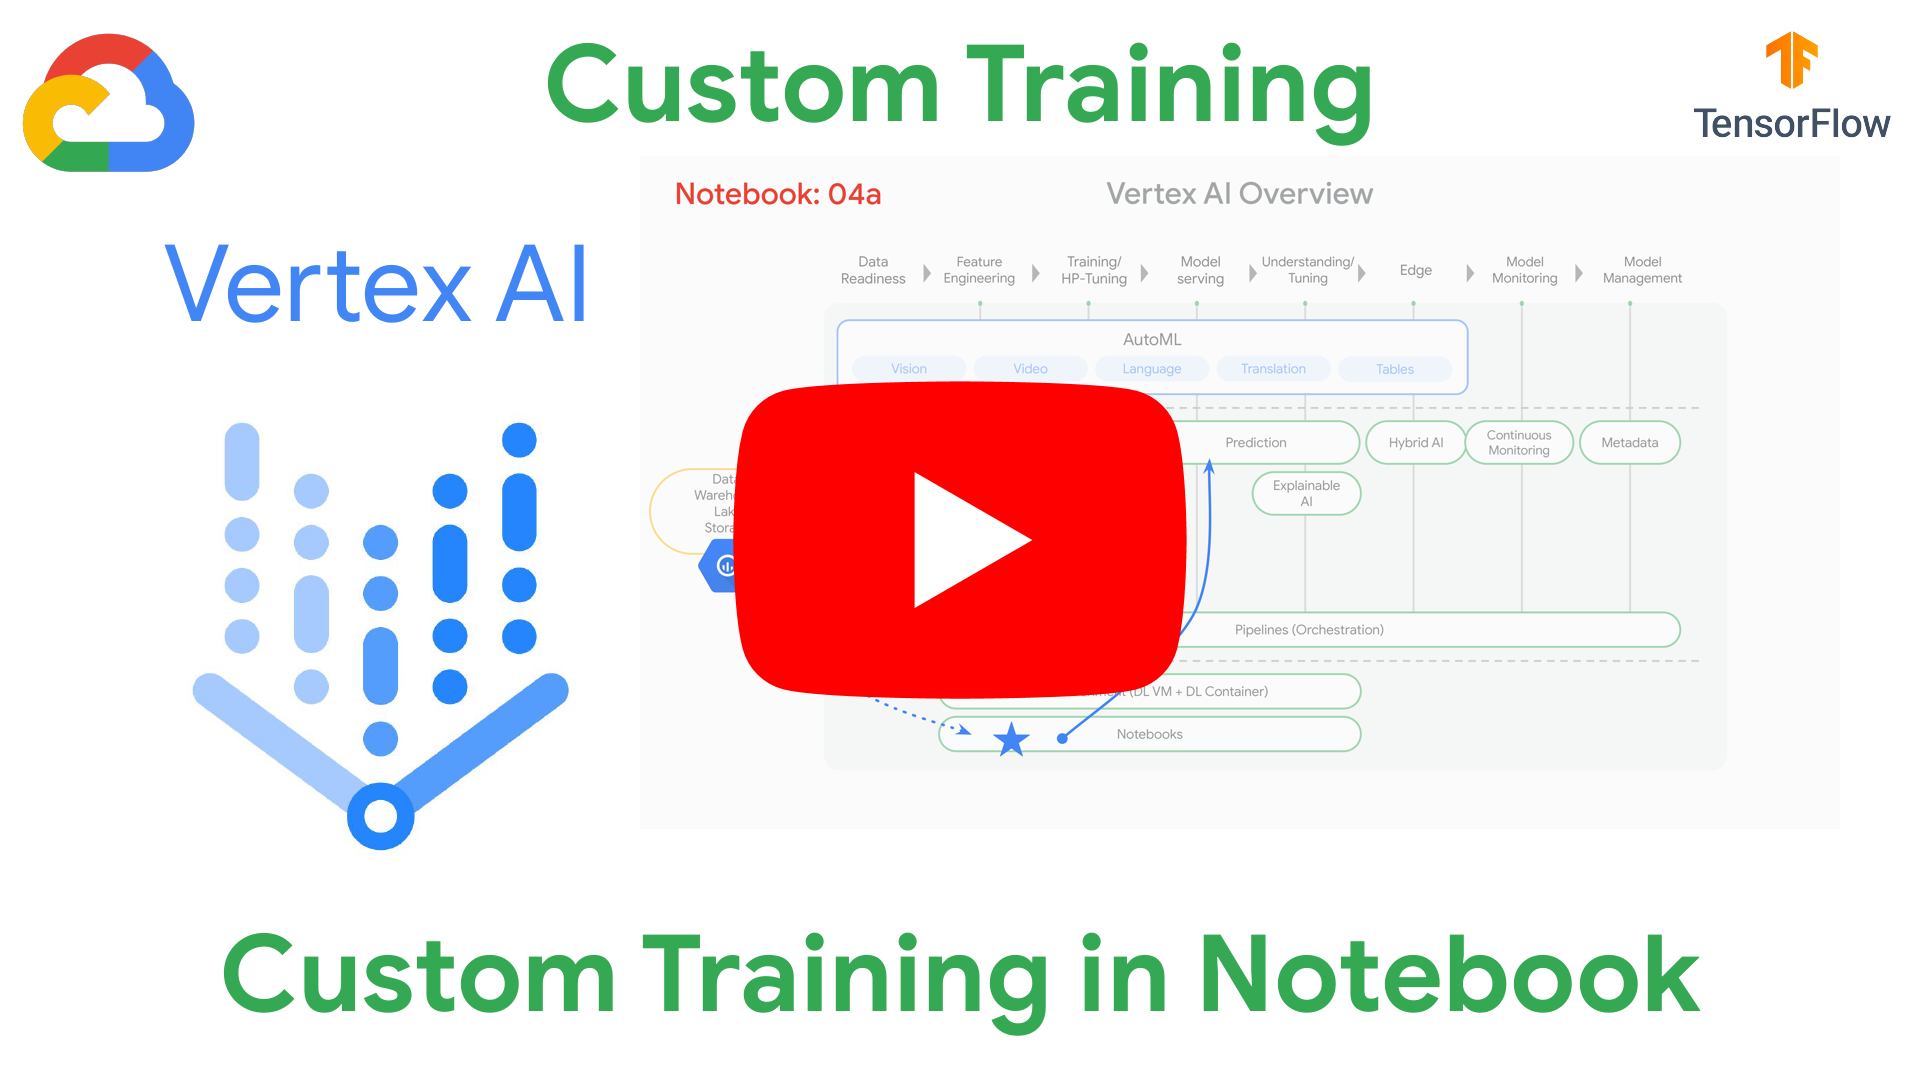 Custom Training
TensorFlow
Notebook: 04a
Vertex AI Overview
Vertex AI
Data
Readiness
Feature
Engineering
Training/
HP-Tuning
Model
serving
Understanding/
Tuning
Edge
Model
Monitoring
Model
Management
AutoML
Vision
Video
Language
Translation
Tables
Prediction
Hybrid AI
Continuous
Monitoring
Metadata
Explainable
AI
Data
Pipelines (Orchestration)
(DL VM + DL Container)
Notebooks
Custom Training in Notebook